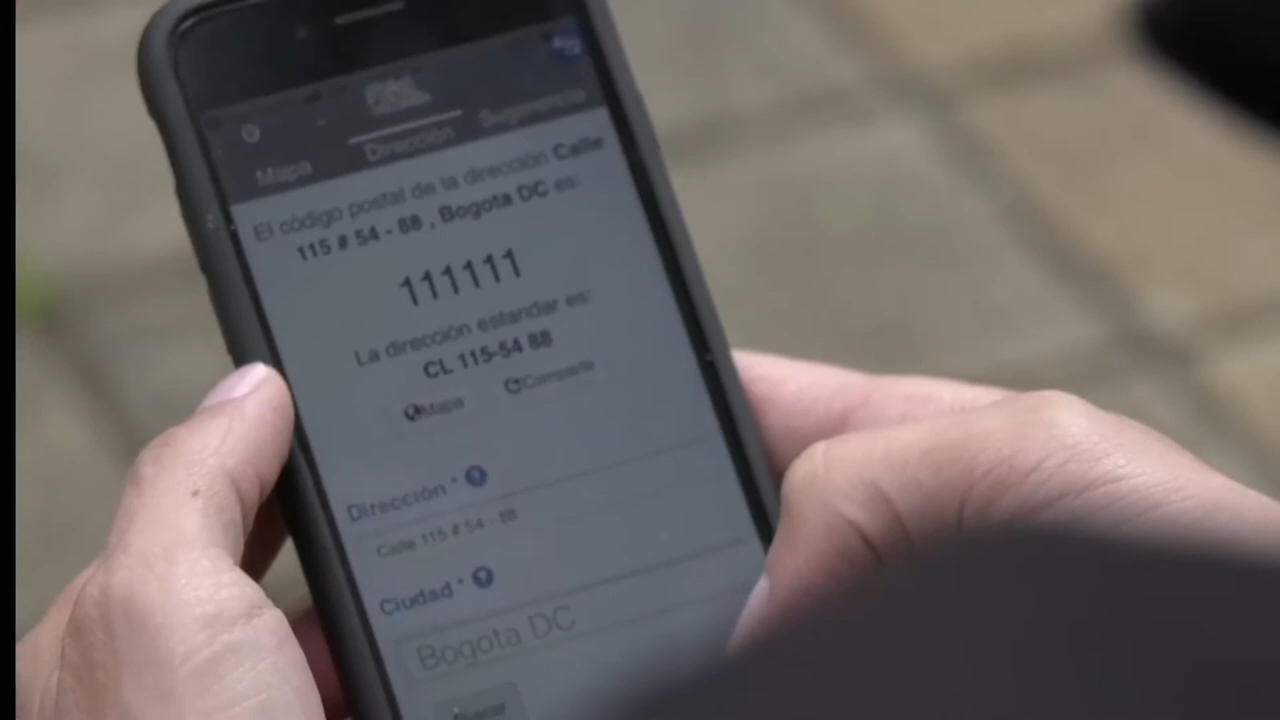 Mapa
Dirección
Sugerencia
El código postal de la dirección Calle
115 # 54 - 88 , Bogota DC es:
111111
La dirección estandar es:
CL 115-54 88
Mapa
Compartir
Dirección *
Calle 115 # 54 - 88
Ciudad *
Bogota DC